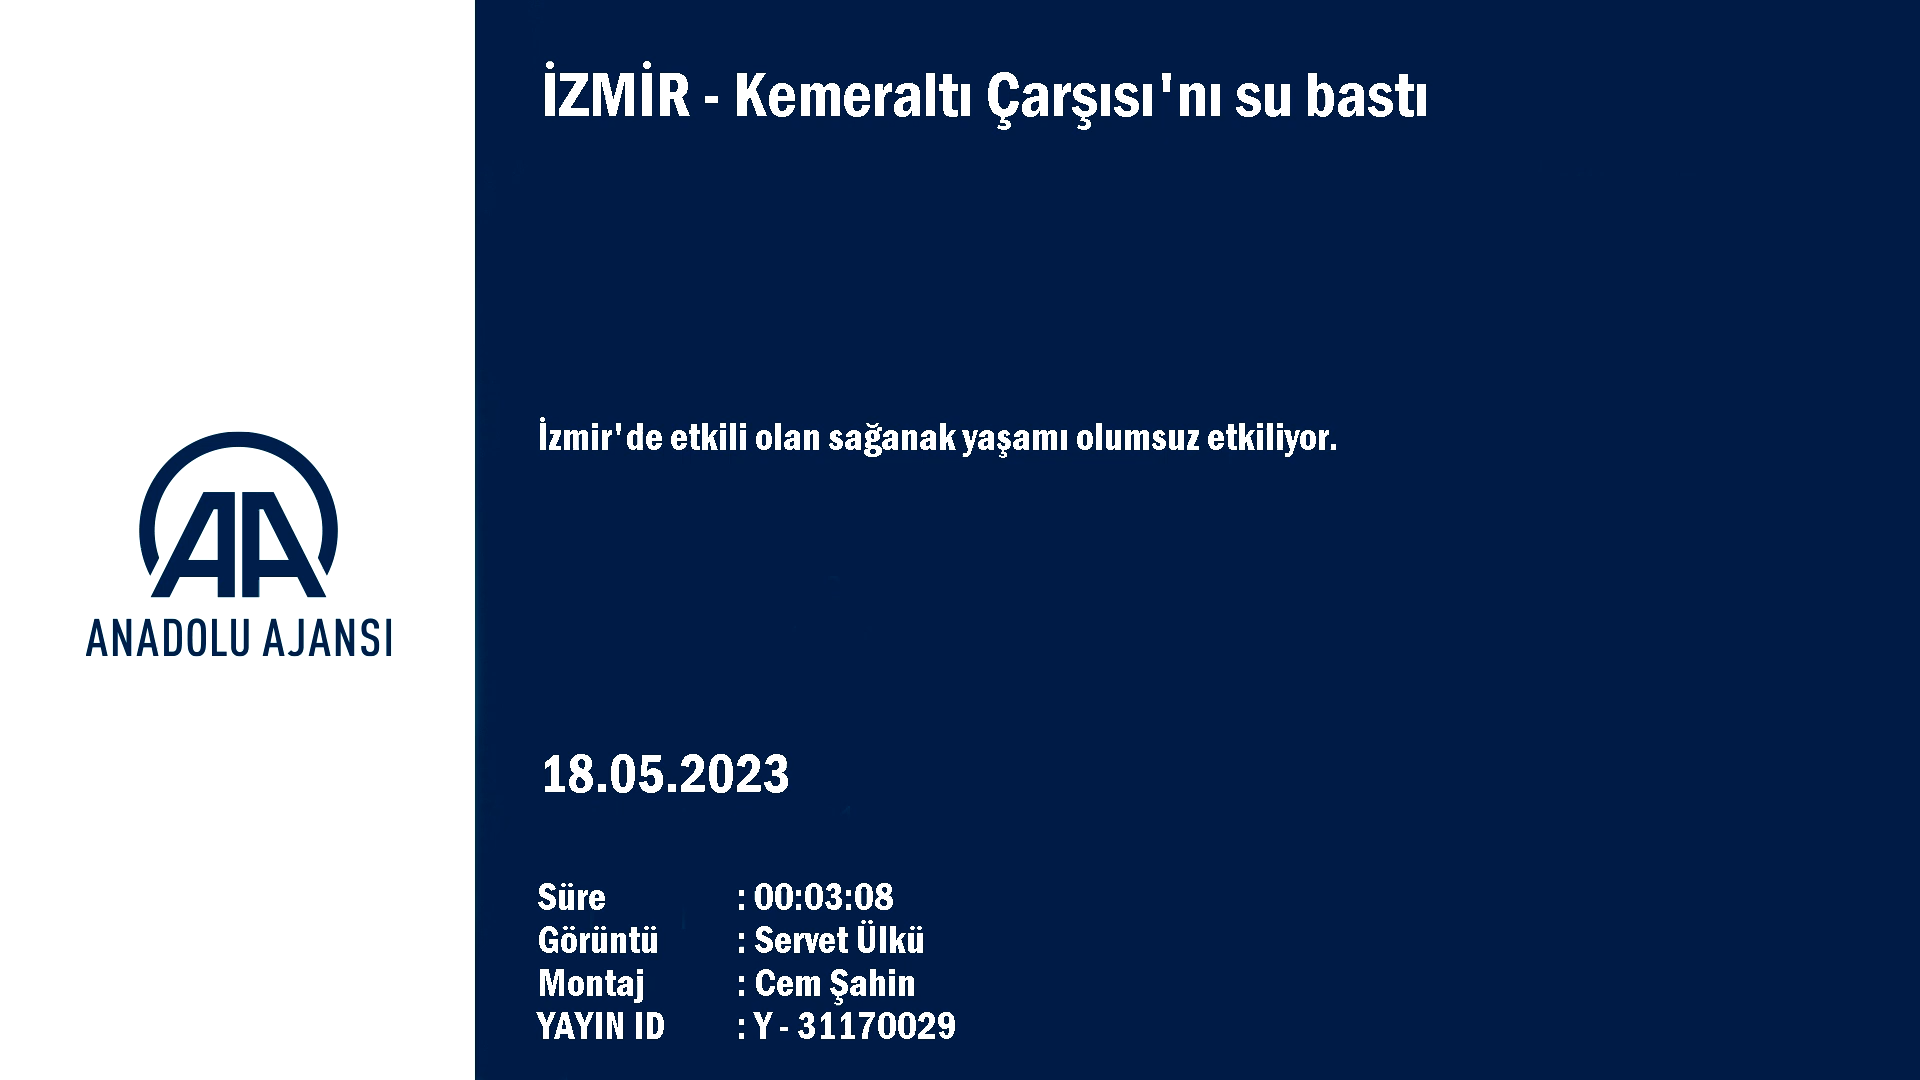 İZMİR - Kemeraltı Çarşısı'nı su bastı
İzmir'de etkili olan sağanak yaşamı olumsuz etkiliyor.
AA
ANADOLU AJANSI
18.05.2023
Süre : 00:03:08
Görüntü : Servet Ülkü
Montaj : Cem Şahin
YAYIN ID : Y - 31170029